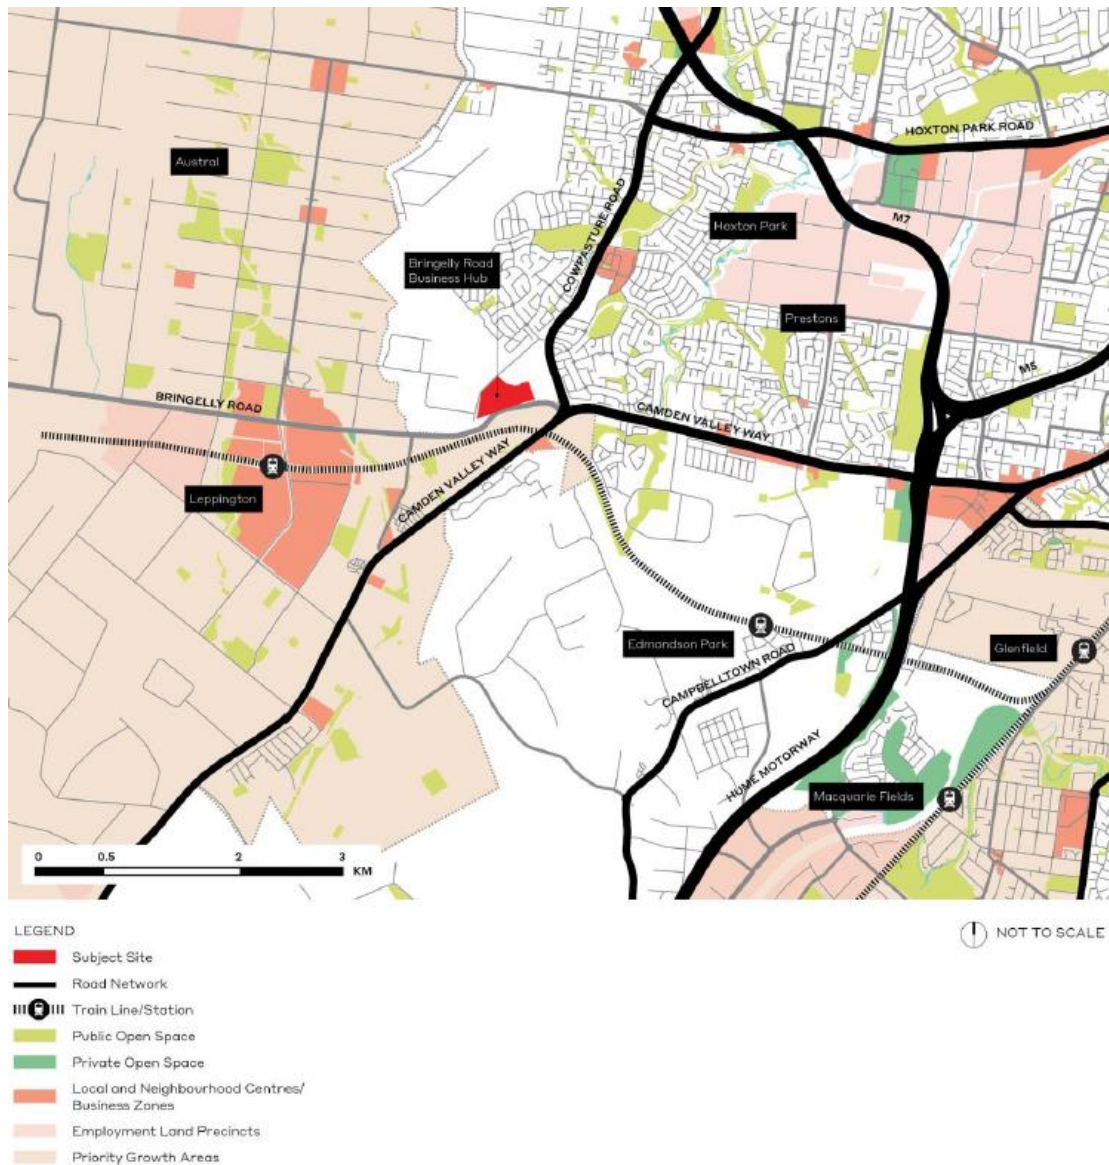 HOXTON PARK ROAD
Austral
COWPASTURE ROAD
Hoxton Park
M7
Bringelly Road
Business Hub
Prestons
M5
BRINGELLY ROAD
CAMDEN VALLEY WAY
CAMDEN VALLEY WAY
Leppington
Edmondson Park
Glenfield
CAMPBELLTOWN ROAD
HUME MOTORWAY
Macquarie Fields
0 0.5 2 3
KM
LEGEND
NOT TO SCALE
Subject Site
Road Network
Train Line/Station
Public Open Space
Private Open Space
Local and Neighbourhood Centres/
Business Zones
Employment Land Precincts
Priority Growth Areas